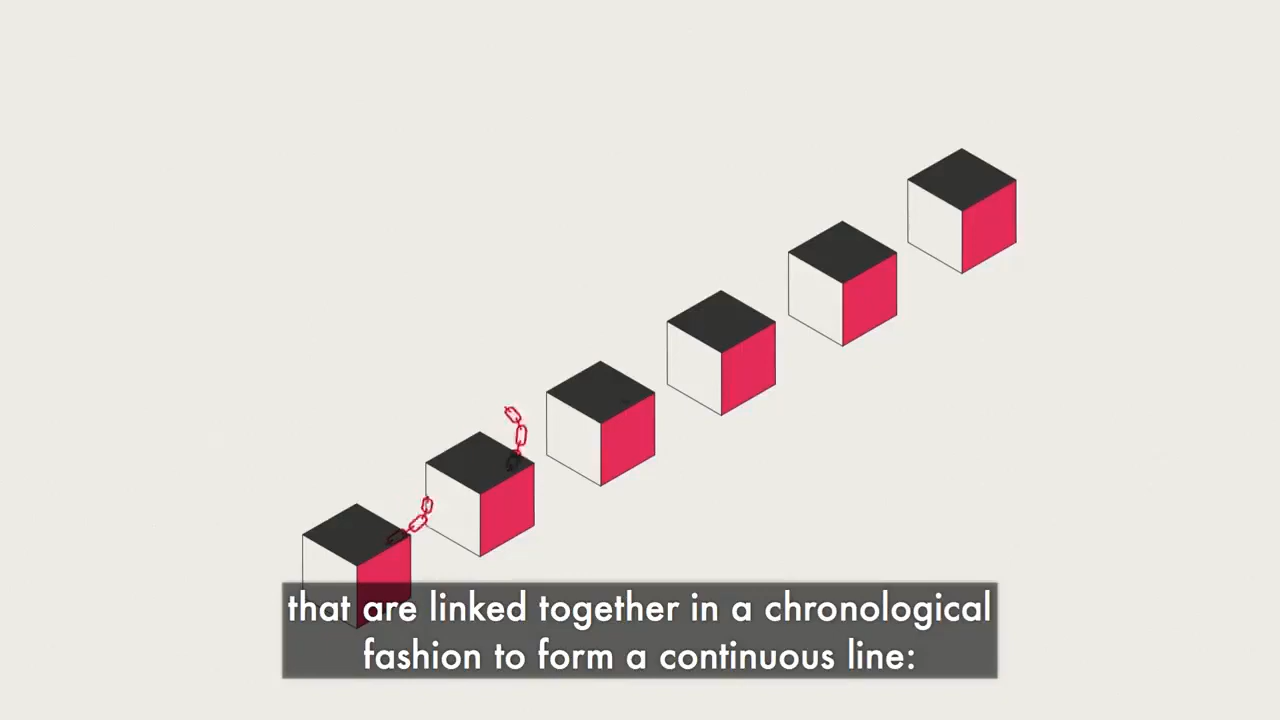 that are linked together in a chronological
fashion to form a continuous line: